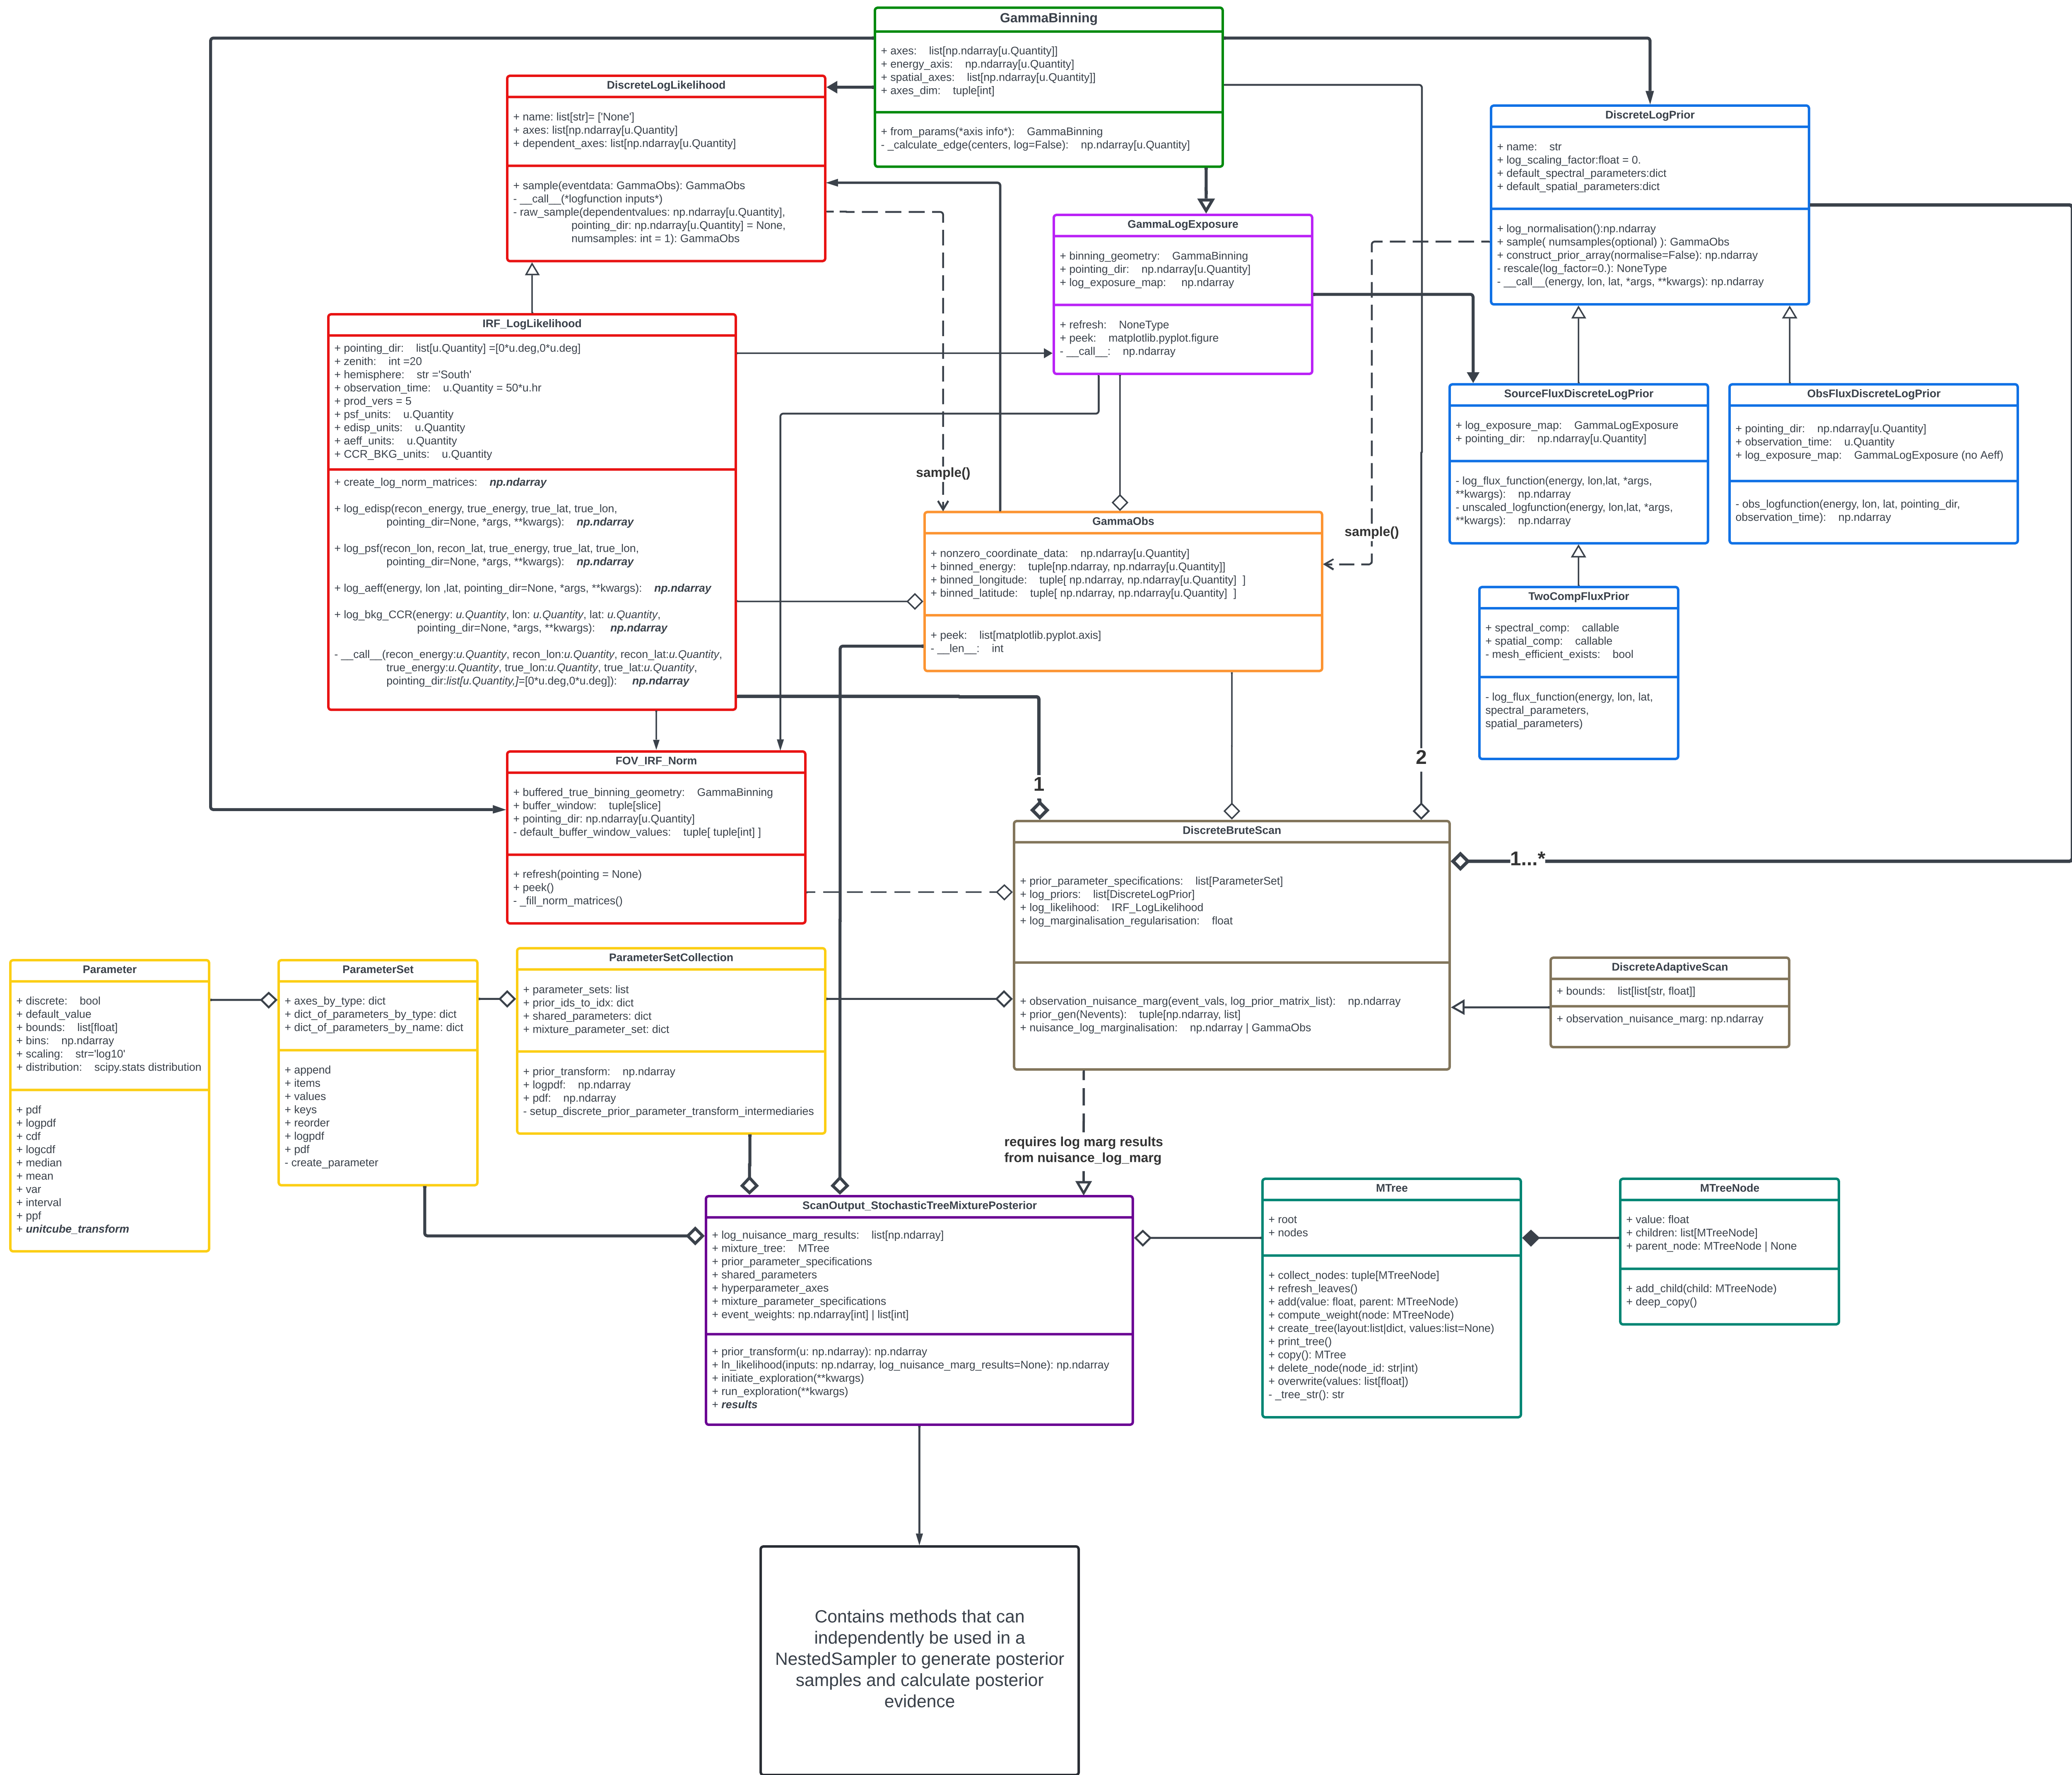 GammaBinning
+ axes: list[np.ndarray[u.Quantity]]
+ energy_axis: np.ndarray[u.Quantity]
+ spatial_axes: list[np.ndarray[u.Quantity]]
+ axes_dim: tuple[int]
+ from_params(*axis info*): GammaBinning
- _calculate_edge(centers, log=False): np.ndarray[u.Quantity]
DiscreteLogLikelihood
+ name: list[str]= ['None']
+ axes: list[np.ndarray[u.Quantity]
+ dependent_axes: list[np.ndarray[u.Quantity]
+ sample(eventdata: GammaObs): GammaObs
- __call__(*logfunction inputs*)
- raw_sample(dependentvalues: np.ndarray[u.Quantity],
pointing_dir: np.ndarray[u.Quantity] = None,
numsamples: int = 1): GammaObs
DiscreteLogPrior
+ name: str
+ log_scaling_factor:float = 0.
+ default_spectral_parameters:dict
+ default_spatial_parameters:dict
+ log_normalisation():np.ndarray
+ sample( numsamples(optional) ): GammaObs
+ construct_prior_array(normalise=False): np.ndarray
- rescale(log_factor=0.): NoneType
- __call__(energy, lon, lat, *args, **kwargs): np.ndarray
GammaLogExposure
+ binning_geometry: GammaBinning
+ pointing_dir: np.ndarray[u.Quantity]
+ log_exposure_map: np.ndarray
+ refresh: NoneType
+ peek: matplotlib.pyplot.figure
- __call__: np.ndarray
IRF_LogLikelihood
+ pointing_dir: list[u.Quantity] =[0*u.deg,0*u.deg]
+ zenith: int =20
+ hemisphere: str ='South'
+ observation_time: u.Quantity = 50*u.hr
+ prod_vers = 5
+ psf_units: u.Quantity
+ edisp_units: u.Quantity
+ aeff_units: u.Quantity
+ CCR_BKG_units: u.Quantity
+ create_log_norm_matrices: np.ndarray
+ log_edisp(recon_energy, true_energy, true_lat, true_lon,
pointing_dir=None, *args, **kwargs): np.ndarray
+ log_psf(recon_lon, recon_lat, true_energy, true_lat, true_lon,
pointing_dir=None, *args, **kwargs): np.ndarray
+ log_aeff(energy, lon ,lat, pointing_dir=None, *args, **kwargs): np.ndarray
+ log_bkg_CCR(energy: u.Quantity, lon: u.Quantity, lat: u.Quantity,
pointing_dir=None, *args, **kwargs): np.ndarray
- __call__(recon_energy:u.Quantity, recon_lon:u.Quantity, recon_lat:u.Quantity,
true_energy:u.Quantity, true_lon:u.Quantity, true_lat:u.Quantity,
pointing_dir:list[u.Quantity,]=[0*u.deg,0*u.deg]): np.ndarray
SourceFluxDiscreteLogPrior
+ log_exposure_map: GammaLogExposure
+ pointing_dir: np.ndarray[u.Quantity]
- log_flux_function(energy, lon,lat, *args,
**kwargs): np.ndarray
- unscaled_logfunction(energy, lon,lat, *args,
**kwargs): np.ndarray
ObsFluxDiscreteLogPrior
+ pointing_dir: np.ndarray[u.Quantity]
+ observation_time: u.Quantity
+ log_exposure_map: GammaLogExposure (no Aeff)
- obs_logfunction(energy, lon, lat, pointing_dir,
observation_time): np.ndarray
sample()
sample()
GammaObs
+ nonzero_coordinate_data: np.ndarray[u.Quantity]
+ binned_energy: tuple[np.ndarray, np.ndarray[u.Quantity]]
+ binned_longitude: tuple[ np.ndarray, np.ndarray[u.Quantity] ]
+ binned_latitude: tuple[ np.ndarray, np.ndarray[u.Quantity] ]
+ peek: list[matplotlib.pyplot.axis]
- __len__: int
TwoCompFluxPrior
+ spectral_comp: callable
+ spatial_comp: callable
- mesh_efficient_exists: bool
- log_flux_function(energy, lon, lat,
spectral_parameters,
spatial_parameters)
FOV_IRF_Norm
+ buffered_true_binning_geometry: GammaBinning
+ buffer_window: tuple[slice]
+ pointing_dir: np.ndarray[u.Quantity]
- default_buffer_window_values: tuple[ tuple[int] ]
+ refresh(pointing = None)
+ peek()
- _fill_norm_matrices()
1
2
1...*
DiscreteBruteScan
+ prior_parameter_specifications: list[ParameterSet]
+ log_priors: list[DiscreteLogPrior]
+ log_likelihood: IRF_LogLikelihood
+ log_marginalisation_regularisation: float
+ observation_nuisance_marg(event_vals, log_prior_matrix_list): np.ndarray
+ prior_gen(Nevents): tuple[np.ndarray, list]
+ nuisance_log_marginalisation: np.ndarray | GammaObs
DiscreteAdaptiveScan
+ bounds: list[list[str, float]]
+ observation_nuisance_marg: np.ndarray
Parameter
+ discrete: bool
+ default_value
+ bounds: list[float]
+ bins: np.ndarray
+ scaling: str='log10'
+ distribution: scipy.stats distribution
+ pdf
+ logpdf
+ cdf
+ logcdf
+ median
+ mean
+ var
+ interval
+ ppf
+ unitcube_transform
ParameterSet
+ axes_by_type: dict
+ dict_of_parameters_by_type: dict
+ dict_of_parameters_by_name: dict
+ append
+ items
+ values
+ keys
+ reorder
+ logpdf
+ pdf
- create_parameter
ParameterSetCollection
+ parameter_sets: list
+ prior_ids_to_idx: dict
+ shared_parameters: dict
+ mixture_parameter_set: dict
+ prior_transform: np.ndarray
+ logpdf: np.ndarray
+ pdf: np.ndarray
- setup_discrete_prior_parameter_transform_intermediaries
requires log marg results
from nuisance_log_marg
ScanOutput_StochasticTreeMixturePosterior
+ log_nuisance_marg_results: list[np.ndarray]
+ mixture_tree: MTree
+ prior_parameter_specifications
+ shared_parameters
+ hyperparameter_axes
+ mixture_parameter_specifications
+ event_weights: np.ndarray[int] | list[int]
+ prior_transform(u: np.ndarray): np.ndarray
+ ln_likelihood(inputs: np.ndarray, log_nuisance_marg_results=None): np.ndarray
+ initiate_exploration(**kwargs)
+ run_exploration(**kwargs)
+ results
MTree
+ root
+ nodes
+ collect_nodes: tuple[MTreeNode]
+ refresh_leaves()
+ add(value: float, parent: MTreeNode)
+ compute_weight(node: MTreeNode)
+ create_tree(layout:list|dict, values:list=None)
+ print_tree()
+ copy(): MTree
+ delete_node(node_id: str|int)
+ overwrite(values: list[float])
- _tree_str(): str
MTreeNode
+ value: float
+ children: list[MTreeNode]
+ parent_node: MTreeNode | None
+ add_child(child: MTreeNode)
+ deep_copy()
Contains methods that can
independently be used in a
NestedSampler to generate posterior
samples and calculate posterior
evidence